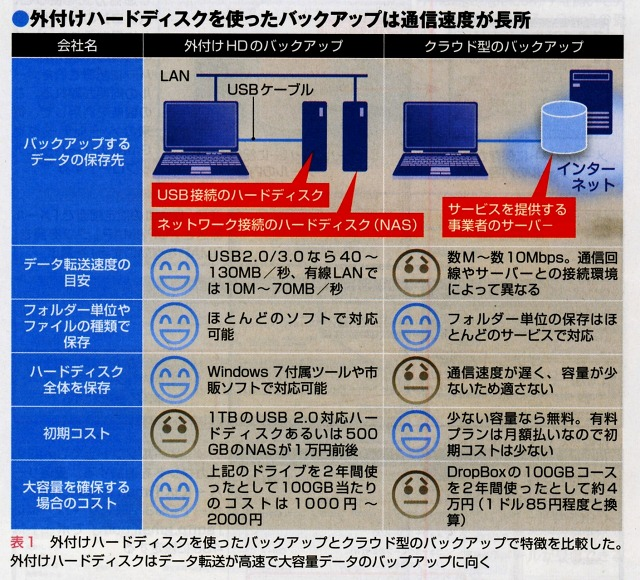 ●外付けハードディスクを使ったバックアップは通信速度が長所
会社名
外付けHDのバックアップ
クラウド型のバックアップ
バックアップする
データの保存先
LAN
USBケーブル
USB接続のハードディスク
ネットワーク接続のハードディスク(NAS)
インター
ネット
サービスを提供する
事業者のサーバー
データ転送速度の
目安
USB2.0/3.0なら40〜
130MB/秒、有線LANで
は10M〜70MB/秒
数M〜数10Mbps。通信回
線やサーバーとの接続環境
によって異なる
フォルダー単位や
ファイルの種類で
保存
ほとんどのソフトで対応
可能
フォルダー単位の保存はほ
とんどのサービスで対応
ハードディスク
全体を保存
Windows 7付属ツールや市
販ソフトで対応可能
通信速度が遅く、容量が少
ないため適さない
初期コスト
1TBのUSB 2.0対応ハー
ドディスクあるいは500
GBのNASが1万円前後
少ない容量なら無料。有料
プランは月額払いなので初
期コストは少ない
大容量を確保する
場合のコスト
上記のドライブを2年間使
ったとして100GB当たり
のコストは1000円〜
2000円
DropBoxの100GBコース
を2年間使ったとして約4
万円(1ドル85円程度と換
算)
表1 外付けハードディスクを使ったバックアップとクラウド型のバックアップで特徴を比較した。
外付けハードディスクはデータ転送が高速で大容量データのバップアップに向く